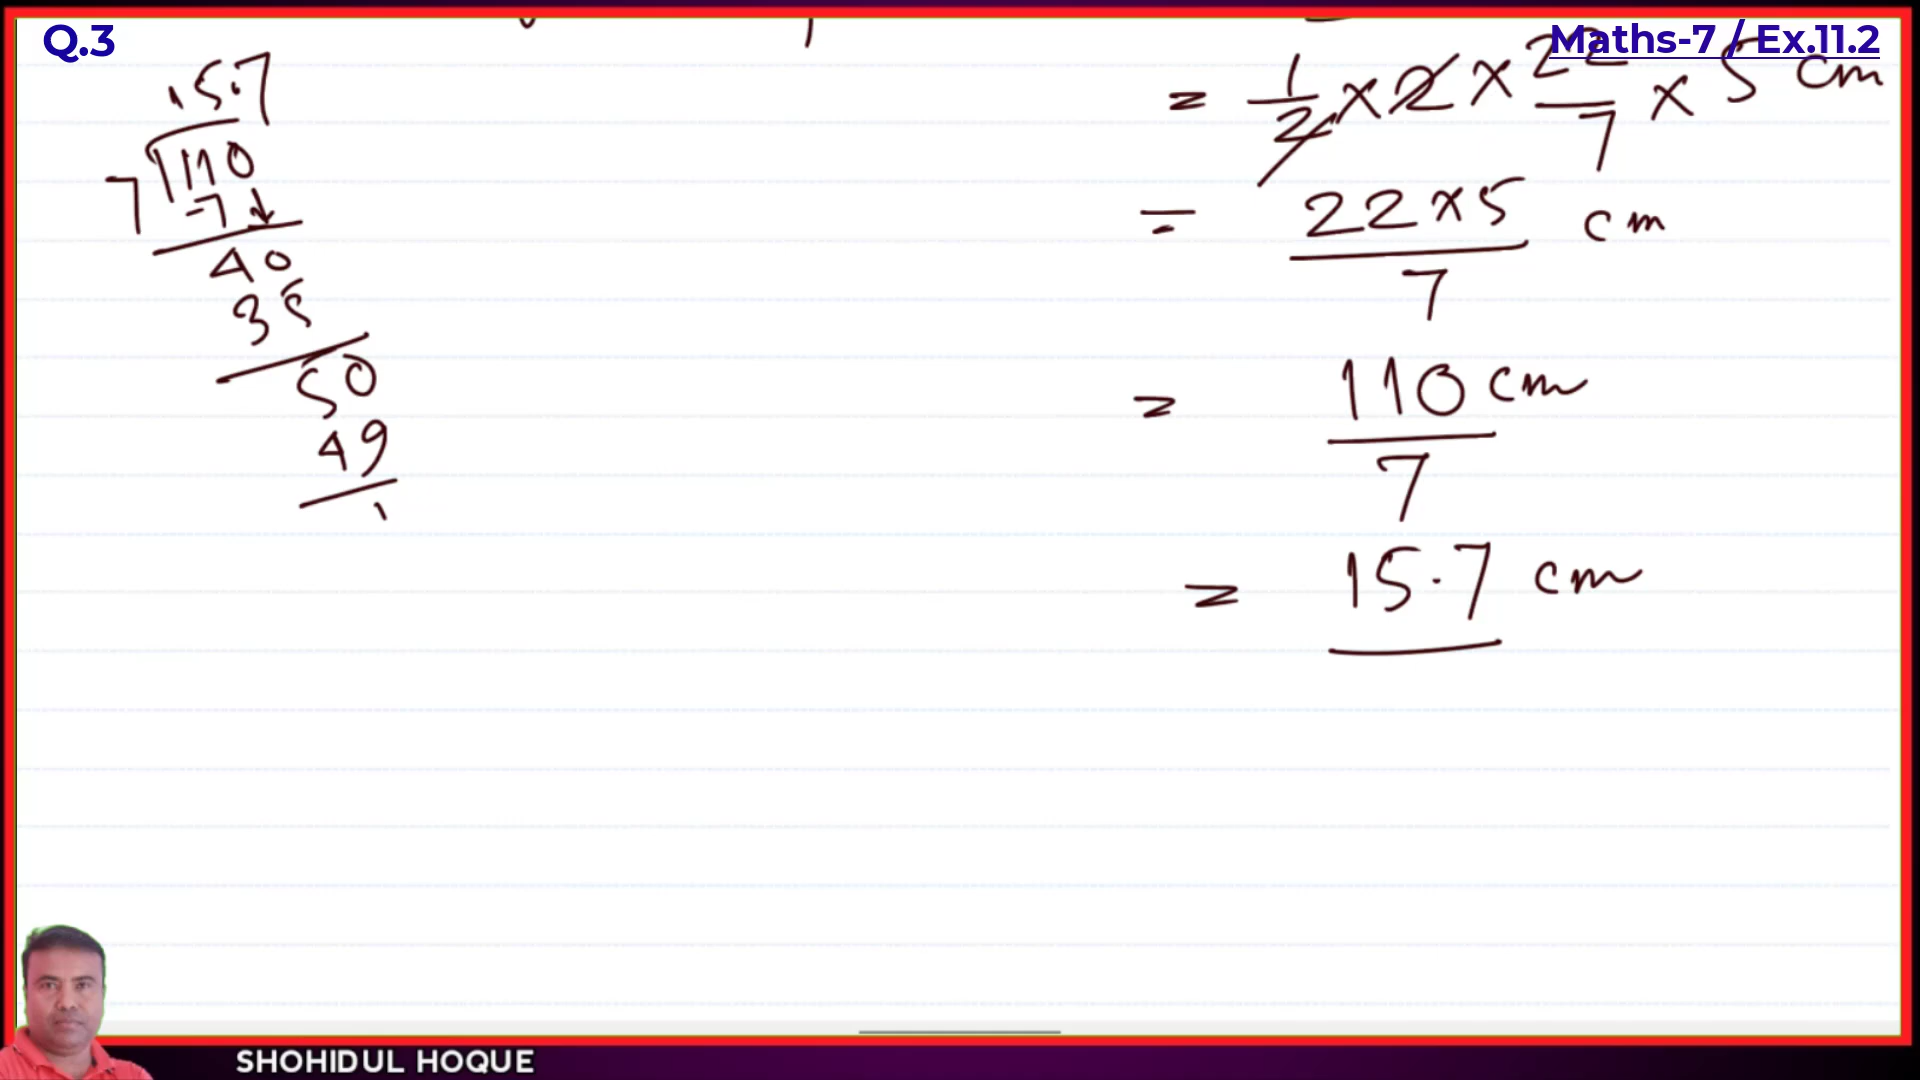 Q.3
Maths-7 / Ex.11.2
15.7
7 110
-7 ↓
40
35
50
49
1
= 1/2 × 2 × 22/7 × 5 cm
= 22×5/7 cm
= 110/7 cm
= 15.7 cm
SHOHIDUL HOQUE